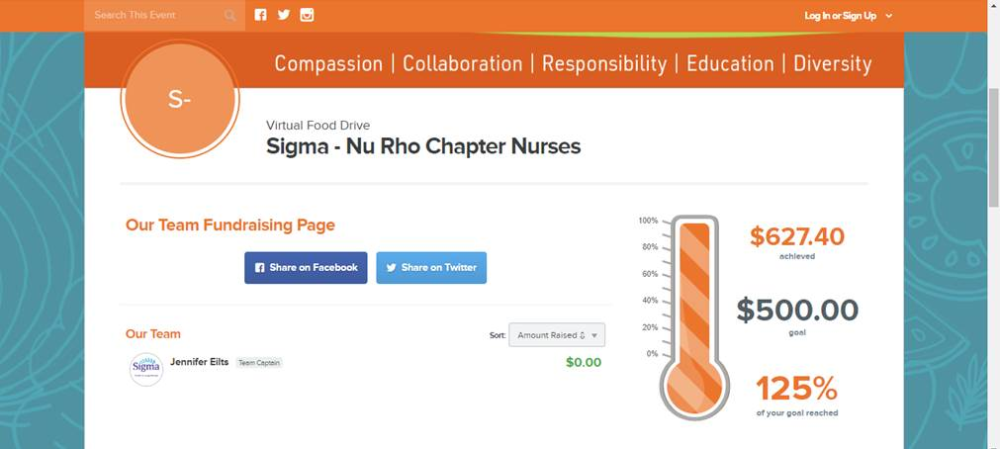 Search This Event
Log In or Sign Up
Compassion | Collaboration | Responsibility | Education | Diversity
S-
Virtual Food Drive
Sigma - Nu Rho Chapter Nurses
Our Team Fundraising Page
Share on Facebook
Share on Twitter
Our Team
Sort: Amount Raised
Sigma
Jennifer Eilts Team Captain
$0.00
100%
80%
60%
40%
20%
0%
$627.40
achieved
$500.00
goal
125%
of your goal reached